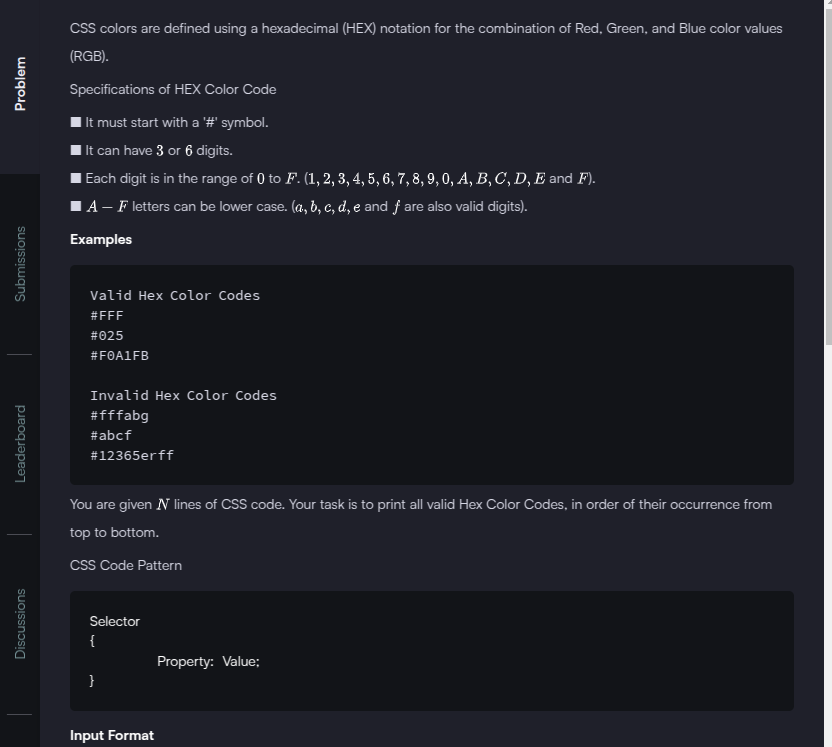 Problem
Submissions
Leaderboard
Discussions
CSS colors are defined using a hexadecimal (HEX) notation for the combination of Red, Green, and Blue color values
(RGB).
Specifications of HEX Color Code
■ It must start with a '#' symbol.
■ It can have 3 or 6 digits.
■ Each digit is in the range of 0 to F. (1, 2, 3, 4, 5, 6, 7, 8, 9, 0, A, B, C, D, E and F).
■ A − F letters can be lower case. (a, b, c, d, e and f are also valid digits).
Examples
Valid Hex Color Codes
#FFF
#025
#F0A1FB
Invalid Hex Color Codes
#fffabg
#abcf
#12365erff
You are given N lines of CSS code. Your task is to print all valid Hex Color Codes, in order of their occurrence from
top to bottom.
CSS Code Pattern
Selector
{
Property: Value;
}
Input Format